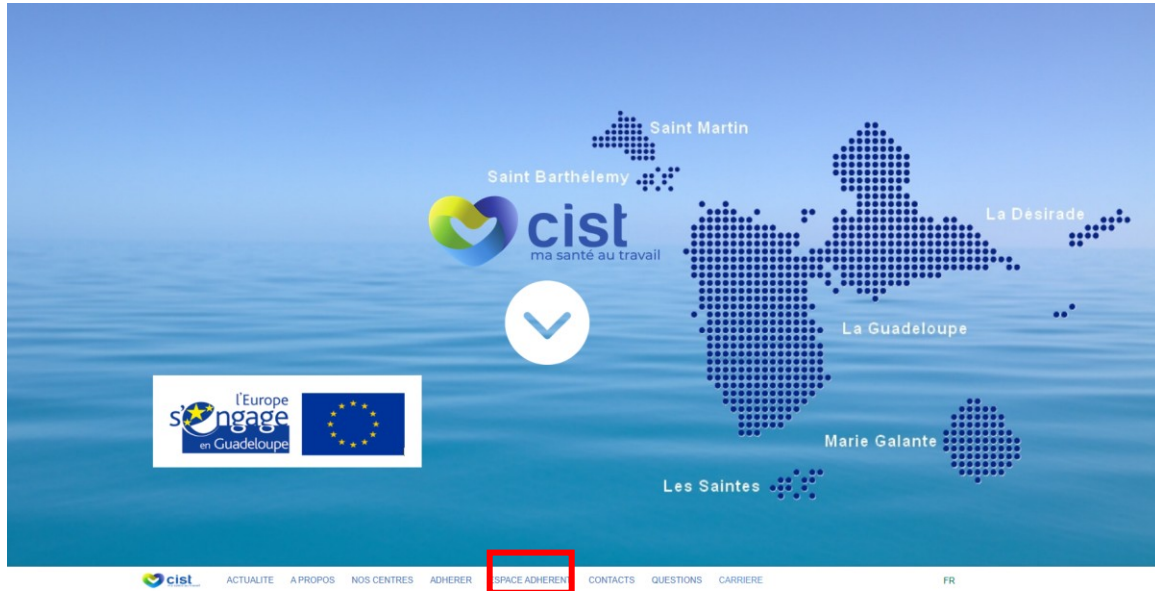 Saint Martin
Saint Barthélemy
cist
ma santé au travail
La Désirade
La Guadeloupe
l'Europe
s'engage
en Guadeloupe
Marie Galante
Les Saintes
cist
ACTUALITE A PROPOS NOS CENTRES ADHERER ESPACE ADHERENT CONTACTS QUESTIONS CARRIERE FR